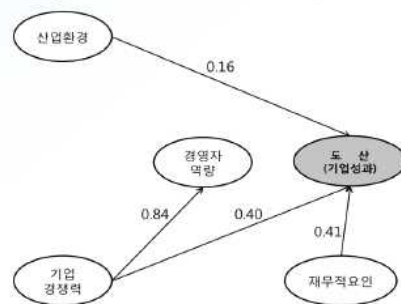 산업환경
0.16
경영자
역량
도 산
(기업성과)
0.84
0.40
0.41
기업
경쟁력
재무적요인